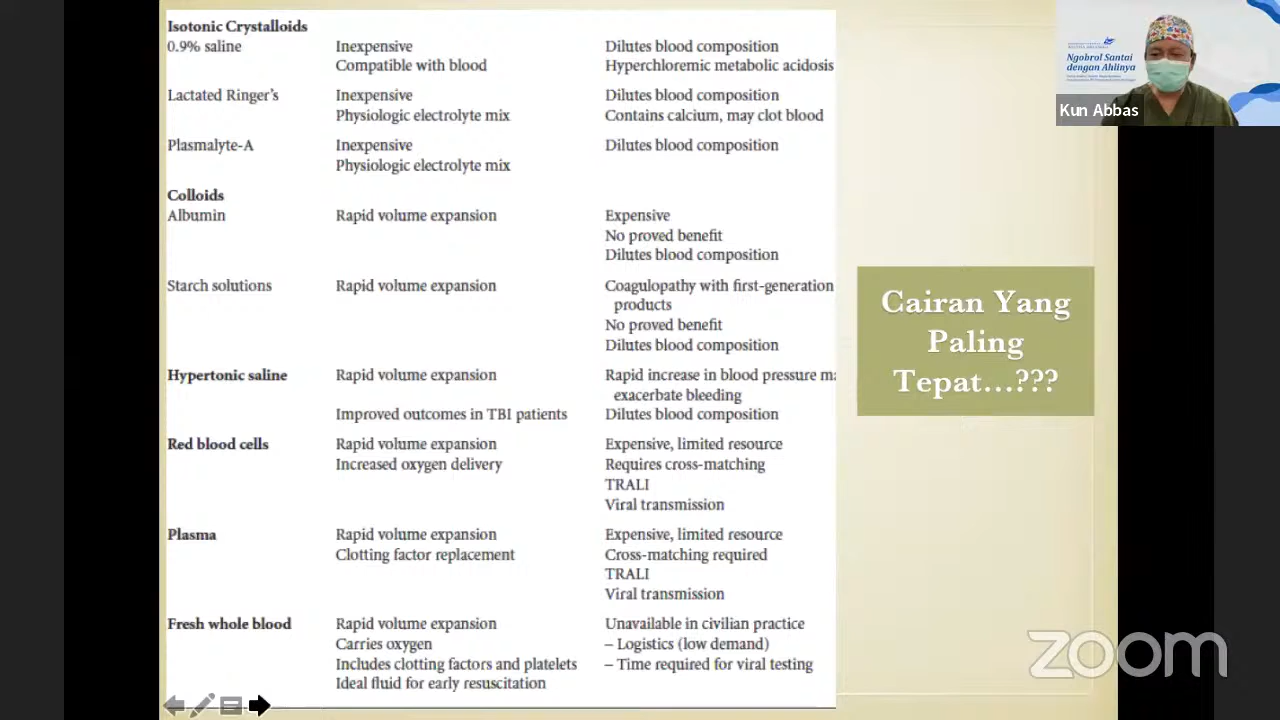 Isotonic Crystalloids
0.9% saline Inexpensive Dilutes blood composition
Compatible with blood Hyperchloremic metabolic acidosis
Lactated Ringer's Inexpensive Dilutes blood composition
Physiologic electrolyte mix Contains calcium, may clot blood
Plasmalyte-A Inexpensive Dilutes blood composition
Physiologic electrolyte mix
Colloids
Albumin Rapid volume expansion Expensive
No proved benefit
Dilutes blood composition
Starch solutions Rapid volume expansion Coagulopathy with first-generation
products
No proved benefit
Dilutes blood composition
Hypertonic saline Rapid volume expansion Rapid increase in blood pressure
exacerbate bleeding
Improved outcomes in TBI patients Dilutes blood composition
Red blood cells Rapid volume expansion Expensive, limited resource
Increased oxygen delivery Requires cross-matching
TRALI
Viral transmission
Plasma Rapid volume expansion Expensive, limited resource
Clotting factor replacement Cross-matching required
TRALI
Viral transmission
Fresh whole blood Rapid volume expansion Unavailable in civilian practice
Carries oxygen – Logistics (low demand)
Includes clotting factors and platelets – Time required for viral testing
Ideal fluid for early resuscitation
Cairan Yang
Paling
Tepat...???
Ngobrol Santai
dengan Ahlinya
Kun Abbas
zoom